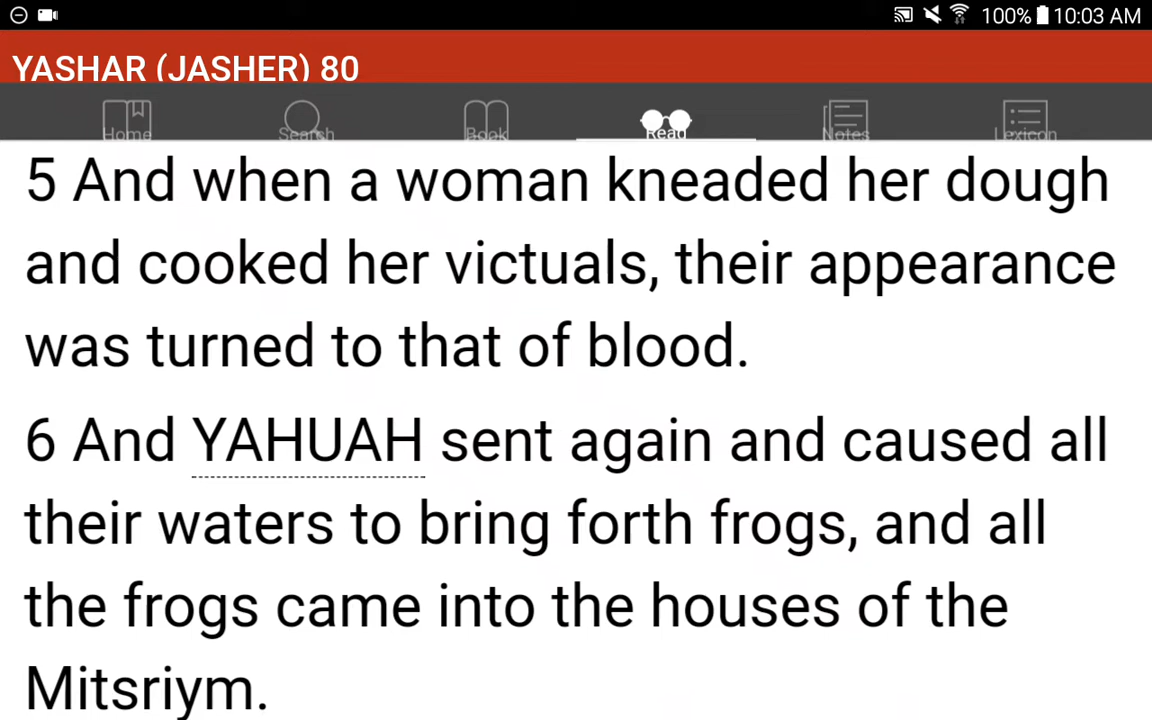 100% 10:03 AM
YASHAR (JASHER) 80
Home Search Book Read Notes Lexicon
5 And when a woman kneaded her dough
and cooked her victuals, their appearance
was turned to that of blood.
6 And YAHUAH sent again and caused all
their waters to bring forth frogs, and all
the frogs came into the houses of the
Mitsriym.